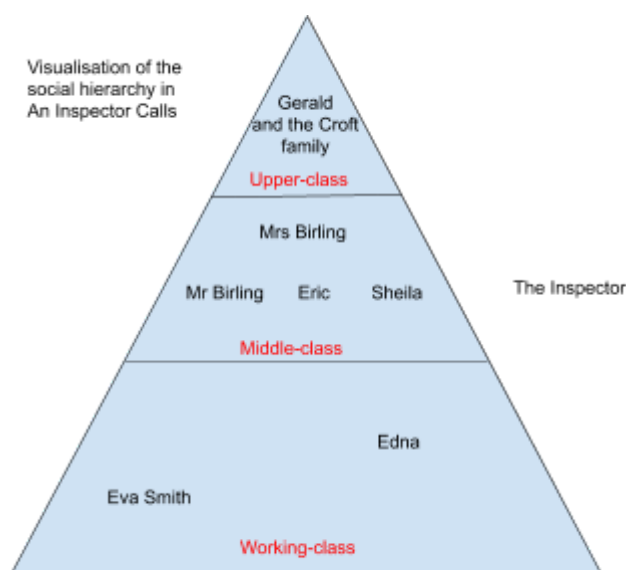 Visualisation of the
social hierarchy in
An Inspector Calls
Gerald
and the Croft
family
Upper-class
Mrs Birling
Mr Birling Eric Sheila
The Inspector
Middle-class
Edna
Eva Smith
Working-class